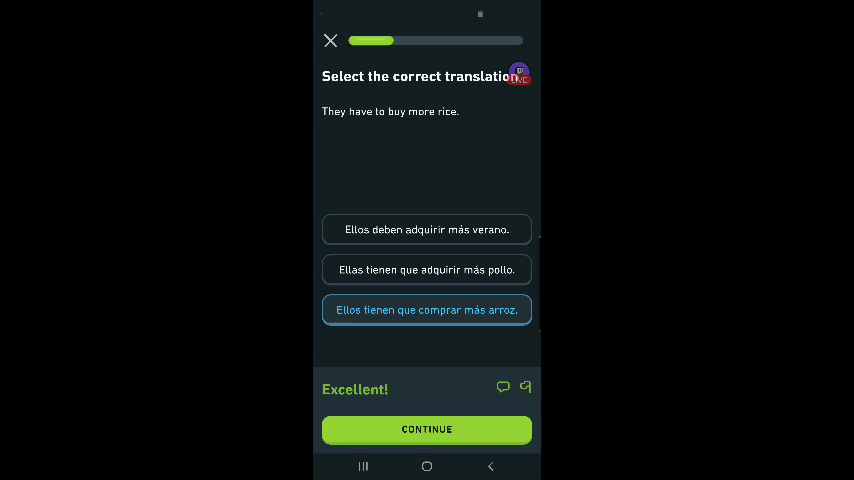 Select the correct translation
LIVE
They have to buy more rice.
Ellos deben adquirir más verano.
Ellas tienen que adquirir más pollo.
Ellos tienen que comprar más arroz.
Excellent!
CONTINUE